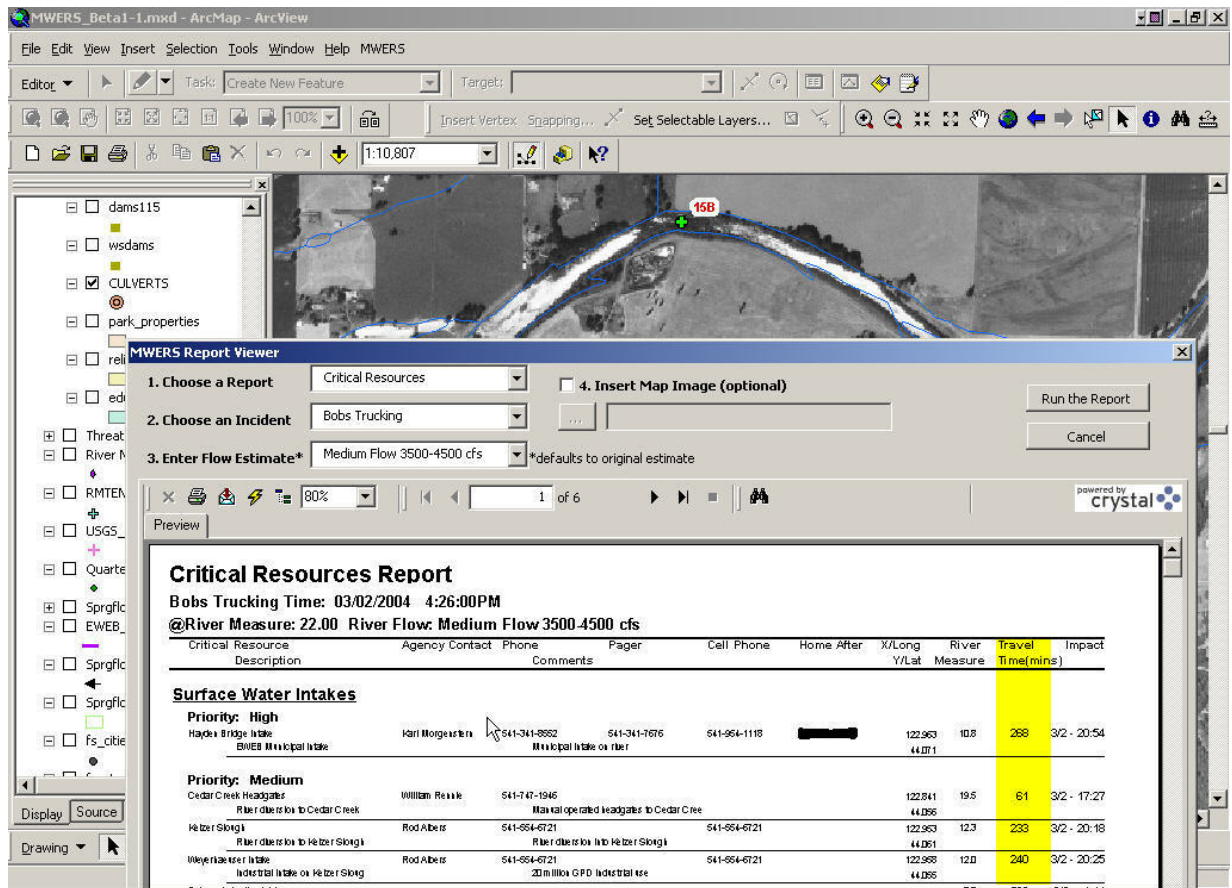 MWERS_Beta1-1.mxd - ArcMap - ArcView
File Edit View Insert Selection Tools Window Help MWERS
Editor Task: Create New Feature Target:
100% Insert Vertex Snapping... Set Selectable Layers...
1:10,807
dams115
wsdams
CULVERTS
park_properties
reli
edu
Threat
River M
RMTEN
USGS_
Quarte
Sprgflo
EWEB_
Sprgflo
Sprgflo
fs_citie
Display Source
Drawing
15B
MWERS Report Viewer
1. Choose a Report Critical Resources 4. Insert Map Image (optional) Run the Report
2. Choose an Incident Bobs Trucking ... Cancel
3. Enter Flow Estimate* Medium Flow 3500-4500 cfs *defaults to original estimate
80% 1 of 6 powered by crystal
Preview
Critical Resources Report
Bobs Trucking Time: 03/02/2004 4:26:00PM
@River Measure: 22.00 River Flow: Medium Flow 3500-4500 cfs
Critical Resource Agency Contact Phone Pager Cell Phone Home After X/Long River Travel Impact
Description Comments Y/Lat Measure Time(mins)
Surface Water Intakes
Priority: High
Hayden Bridge Intake Karl Morgenstern 541-341-8552 541-341-7676 541-954-1118 122.963 10.8 268 3/2 - 20:54
EWEB Municipal Intake Municipal Intake on river 44.071
Priority: Medium
Cedar Creek Headgates William Rennie 541-747-1946 122.841 19.5 61 3/2 - 17:27
River diversion to Cedar Creek Manual operated headgates to Cedar Cree 44.056
Keizer Slough Rod Albers 541-554-6721 541-554-6721 122.953 12.3 233 3/2 - 20:18
River diversion to Keizer Slough River diversion into Keizer Slough 44.061
Weyerhaeuser Intake Rod Albers 541-554-6721 541-554-6721 122.958 12.0 240 3/2 - 20:25
Industrial Intake on Keizer Sloug 20 million GPD Industrial use 44.055